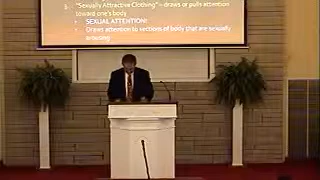 3. "Sexually Attractive Clothing" – draws or pulls attention
toward one's body
• SEXUAL ATTENTION:
• Draws attention to sections of body that are sexually
arousing